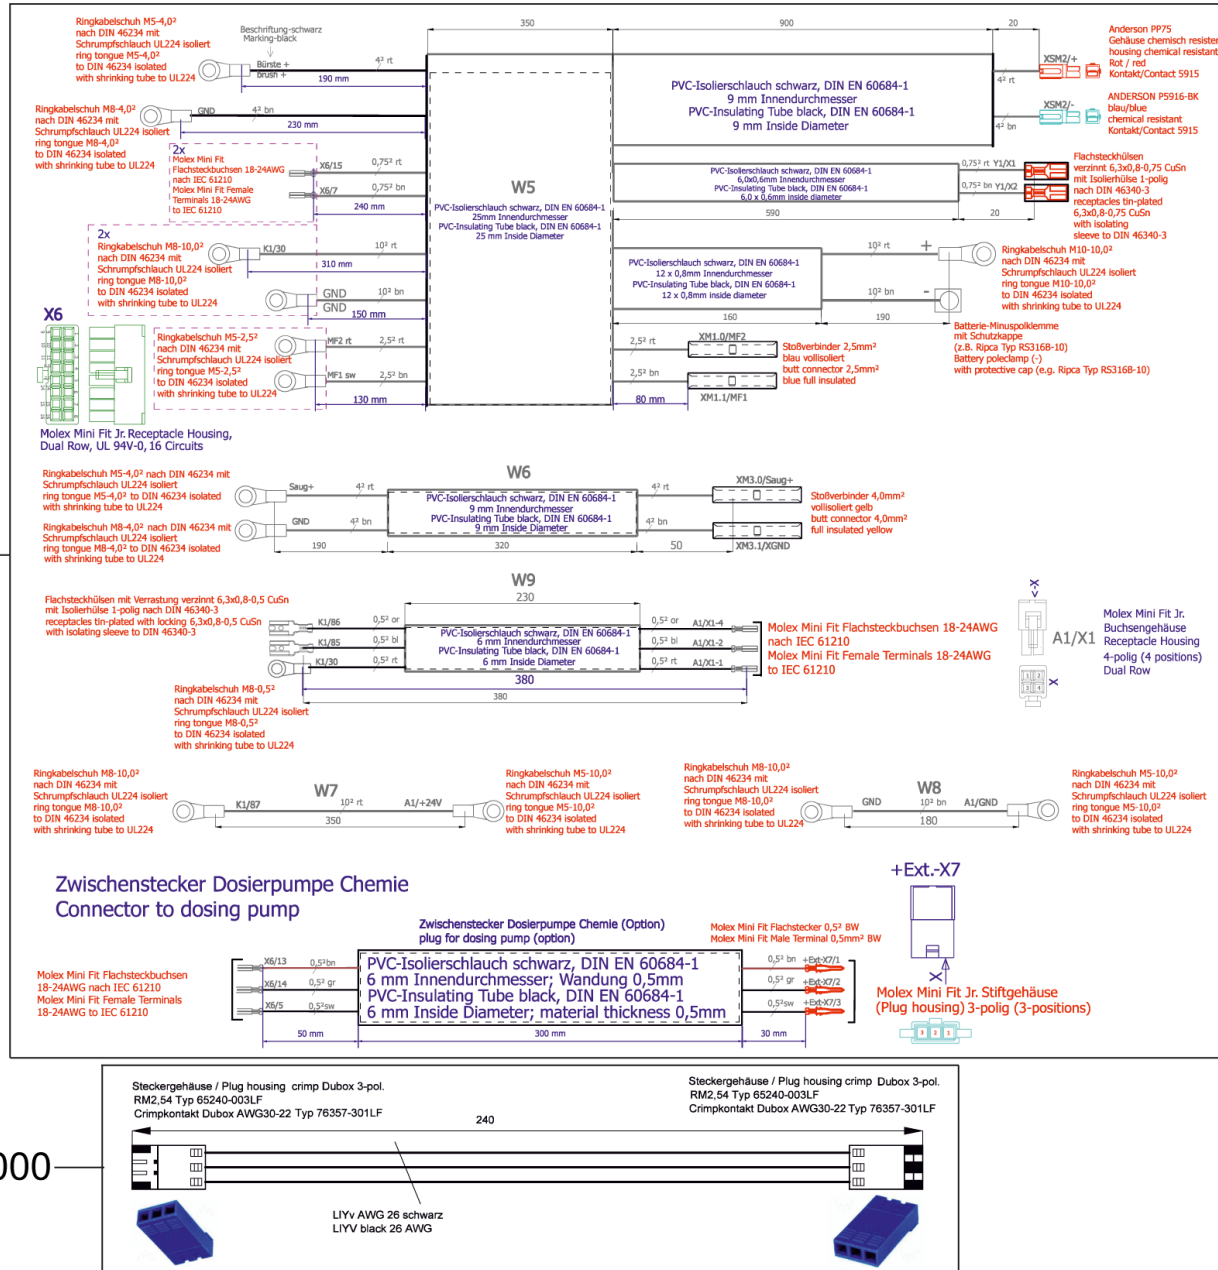 350
900
20
Ringkabelschuh M5-4,0²
nach DIN 46234 mit
Schrumpfschlauch UL224 isoliert
ring tongue M5-4,0²
to DIN 46234 isolated
with shrinking tube to UL224
Beschriftung-schwarz
Marking-black
Bürste +
brush +
4² rt
190 mm
Ringkabelschuh M8-4,0²
nach DIN 46234 mit
Schrumpfschlauch UL224 isoliert
ring tongue M8-4,0²
to DIN 46234 isolated
with shrinking tube to UL224
GND
4² bn
230 mm
2x
Molex Mini Fit
Flachsteckbuchsen 18-24AWG
nach IEC 61210
Molex Mini Fit Female
Terminals 18-24AWG
to IEC 61210
X6/15
0,75² rt
X6/7
0,75² bn
240 mm
2x
Ringkabelschuh M8-10,0²
nach DIN 46234 mit
Schrumpfschlauch UL224 isoliert
ring tongue M8-10,0²
to DIN 46234 isolated
with shrinking tube to UL224
K1/30
10² rt
310 mm
GND
GND
10² bn
150 mm
X6
Ringkabelschuh M5-2,5²
nach DIN 46234 mit
Schrumpfschlauch UL224 isoliert
ring tongue M5-2,5²
to DIN 46234 isolated
with shrinking tube to UL224
MF2 rt
2,5² rt
MF1 sw
2,5² bn
130 mm
Molex Mini Fit Jr. Receptacle Housing,
Dual Row, UL 94V-0, 16 Circuits
W5
PVC-Isolierschlauch schwarz, DIN EN 60684-1
25mm Innendurchmesser
PVC-Insulating Tube black, DIN EN 60684-1
25 mm Inside Diameter
PVC-Isolierschlauch schwarz, DIN EN 60684-1
9 mm Innendurchmesser
PVC-Insulating Tube black, DIN EN 60684-1
9 mm Inside Diameter
XSM2/+
4² rt
XSM2/-
4² bn
Anderson PP75
Gehäuse chemisch resister
housing chemical resistant
Rot / red
Kontakt/Contact 5915
ANDERSON P5916-BK
blau/blue
chemical resistant
Kontakt/Contact 5915
PVC-Isolierschlauch schwarz, DIN EN 60684-1
6,0x0,6mm Innendurchmesser
PVC-Insulating Tube black, DIN EN 60684-1
6,0 x 0,6mm inside diameter
0,75² rt
Y1/X1
0,75² bn
Y1/X2
590
20
Flachsteckhülsen
verzinnt 6,3x0,8-0,75 CuSn
mit Isolierhülse 1-polig
nach DIN 46340-3
receptacles tin-plated
6,3x0,8-0,75 CuSn
with isolating
sleeve to DIN 46340-3
PVC-Isolierschlauch schwarz, DIN EN 60684-1
12 x 0,8mm Innendurchmesser
PVC-Insulating Tube black, DIN EN 60684-1
12 x 0,8mm inside diameter
10² rt
+
10² bn
-
160
190
Ringkabelschuh M10-10,0²
nach DIN 46234 mit
Schrumpfschlauch UL224 isoliert
ring tongue M10-10,0²
to DIN 46234 isolated
with shrinking tube to UL224
Batterie-Minuspolklemme
mit Schutzkappe
(z.B. Ripca Typ RS316B-10)
Battery poleclamp (-)
with protective cap (e.g. Ripca Typ RS316B-10)
2,5² rt
XM1.0/MF2
2,5² bn
XM1.1/MF1
80 mm
Stoßverbinder 2,5mm²
blau vollisoliert
butt connector 2,5mm²
blue full insulated
W6
Ringkabelschuh M5-4,0² nach DIN 46234 mit
Schrumpfschlauch UL224 isoliert
ring tongue M5-4,0² to DIN 46234 isolated
with shrinking tube to UL224
Ringkabelschuh M8-4,0² nach DIN 46234 mit
Schrumpfschlauch UL224 isoliert
ring tongue M8-4,0² to DIN 46234 isolated
with shrinking tube to UL224
Saug+
4² rt
GND
4² bn
PVC-Isolierschlauch schwarz, DIN EN 60684-1
9 mm Innendurchmesser
PVC-Insulating Tube black, DIN EN 60684-1
9 mm Inside Diameter
4² rt
XM3.0/Saug+
4² bn
XM3.1/XGND
190
320
50
Stoßverbinder 4,0mm²
vollisoliert gelb
butt connector 4,0mm²
full insulated yellow
W9
230
Flachsteckhülsen mit Verrastung verzinnt 6,3x0,8-0,5 CuSn
mit Isolierhülse 1-polig nach DIN 46340-3
receptacles tin-plated with locking 6,3x0,8-0,5 CuSn
with isolating sleeve to DIN 46340-3
K1/86
0,5² or
K1/85
0,5² bl
K1/30
0,5² rt
PVC-Isolierschlauch schwarz, DIN EN 60684-1
6 mm Innendurchmesser
PVC-Insulating Tube black, DIN EN 60684-1
6 mm Inside Diameter
0,5² or
A1/X1-4
0,5² bl
A1/X1-2
0,5² rt
A1/X1-1
380
380
Molex Mini Fit Flachsteckbuchsen 18-24AWG
nach IEC 61210
Molex Mini Fit Female Terminals 18-24AWG
to IEC 61210
Ringkabelschuh M8-0,5²
nach DIN 46234 mit
Schrumpfschlauch UL224 isoliert
ring tongue M8-0,5²
to DIN 46234 isolated
with shrinking tube to UL224
X->
A1/X1
X
Molex Mini Fit Jr.
Buchsengehäuse
Receptacle Housing
4-polig (4 positions)
Dual Row
Ringkabelschuh M8-10,0²
nach DIN 46234 mit
Schrumpfschlauch UL224 isoliert
ring tongue M8-10,0²
to DIN 46234 isolated
with shrinking tube to UL224
W7
K1/87
10² rt
A1/+24V
350
Ringkabelschuh M5-10,0²
nach DIN 46234 mit
Schrumpfschlauch UL224 isoliert
ring tongue M5-10,0²
to DIN 46234 isolated
with shrinking tube to UL224
Ringkabelschuh M8-10,0²
nach DIN 46234 mit
Schrumpfschlauch UL224 isoliert
ring tongue M8-10,0²
to DIN 46234 isolated
with shrinking tube to UL224
W8
GND
10² bn
A1/GND
180
Ringkabelschuh M5-10,0²
nach DIN 46234 mit
Schrumpfschlauch UL224 isoliert
ring tongue M5-10,0²
to DIN 46234 isolated
with shrinking tube to UL224
Zwischenstecker Dosierpumpe Chemie
Connector to dosing pump
+Ext.-X7
Zwischenstecker Dosierpumpe Chemie (Option)
plug for dosing pump (option)
Molex Mini Fit Flachstecker 0,5² BW
Molex Mini Fit Male Terminal 0,5mm² BW
Molex Mini Fit Flachsteckbuchsen
18-24AWG nach IEC 61210
Molex Mini Fit Female Terminals
18-24AWG to IEC 61210
X6/13
0,5²bn
X6/14
0,5² gr
X6/5
0,5²sw
PVC-Isolierschlauch schwarz, DIN EN 60684-1
6 mm Innendurchmesser; Wandung 0,5mm
PVC-Insulating Tube black, DIN EN 60684-1
6 mm Inside Diameter; material thickness 0,5mm
0,5² bn
+Ext-X7/1
0,5² gr
+Ext-X7/2
0,5²sw
+Ext-X7/3
50 mm
300 mm
30 mm
X
Molex Mini Fit Jr. Stiftgehäuse
(Plug housing) 3-polig (3-positions)
3 2 1
Steckergehäuse / Plug housing crimp Dubox 3-pol.
RM2,54 Typ 65240-003LF
Crimpkontakt Dubox AWG30-22 Typ 76357-301LF
Steckergehäuse / Plug housing crimp Dubox 3-pol.
RM2,54 Typ 65240-003LF
Crimpkontakt Dubox AWG30-22 Typ 76357-301LF
240
000
LIYv AWG 26 schwarz
LIYV black 26 AWG